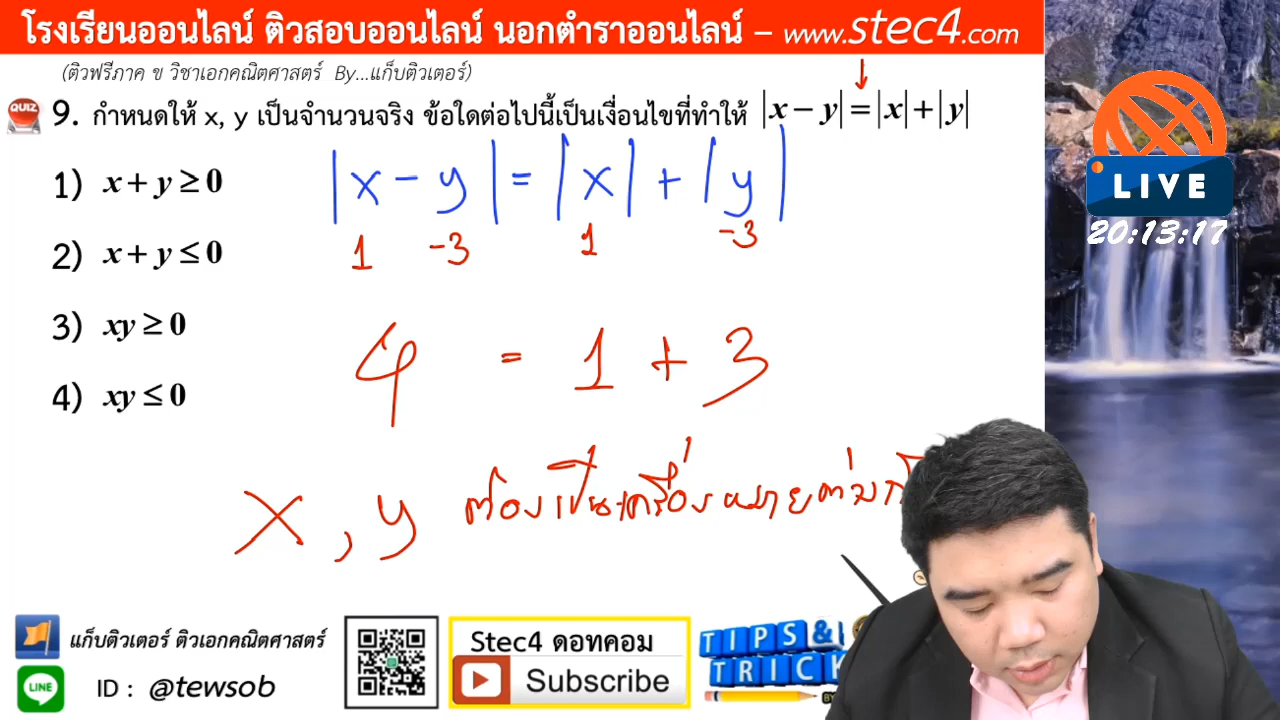 โรงเรียนออนไลน์ ติวสอบออนไลน์ นอกตำราออนไลน์ – www.stec4.com
(ติวฟรีภาค ข วิชาเอกคณิตศาสตร์ By...แก็บติวเตอร์)
QUIZ 9. กำหนดให้ x, y เป็นจำนวนจริง ข้อใดต่อไปนี้เป็นเงื่อนไขที่ทำให้ |x − y| = |x| + |y|
|x − y| = |x| + |y|
1 -3 1 -3
1) x + y ≥ 0
2) x + y ≤ 0
3) xy ≥ 0
4) xy ≤ 0
4 = 1 + 3
x, y ต้องเป็นเครื่องหมายต่าง
LIVE
20:13:17
แก็บติวเตอร์ ติวเอกคณิตศาสตร์
LINE ID : @tewsob
Stec4 ดอทคอม
Subscribe
TIPS &
TRICK